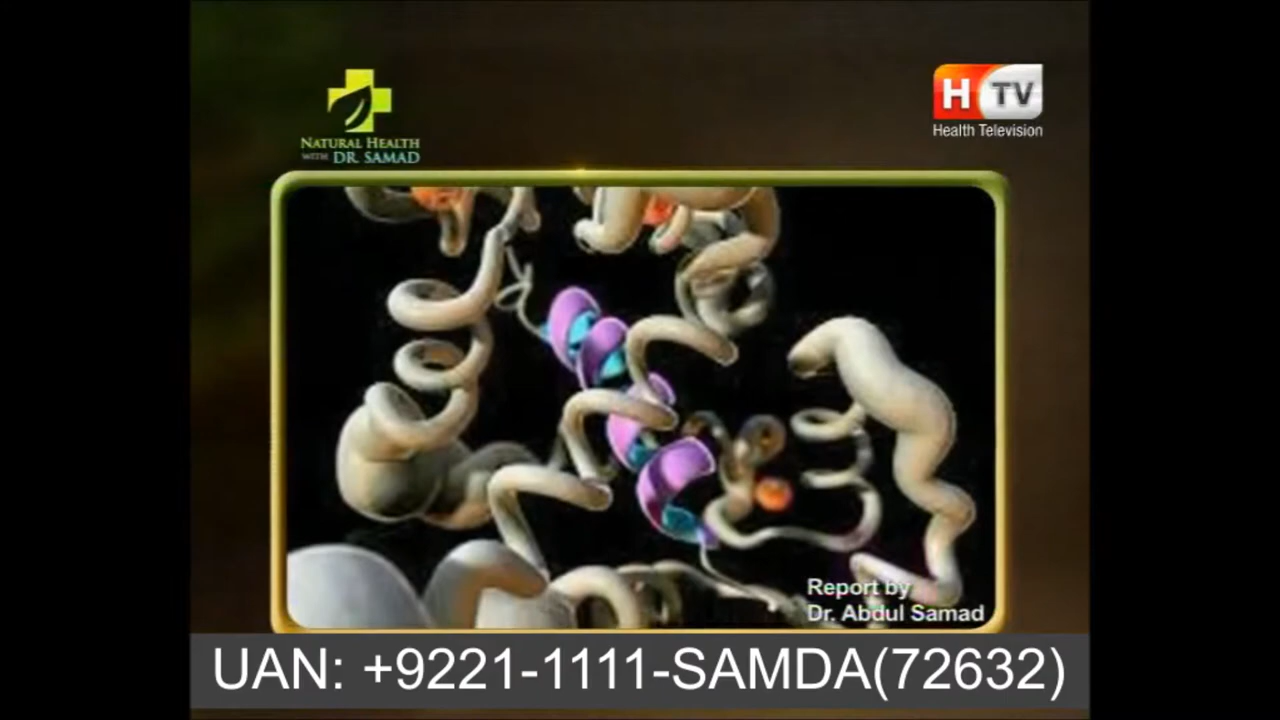 NATURAL HEALTH
WITH DR. SAMAD
H TV
Health Television
Report by
Dr. Abdul Samad
UAN: +9221-1111-SAMDA(72632)